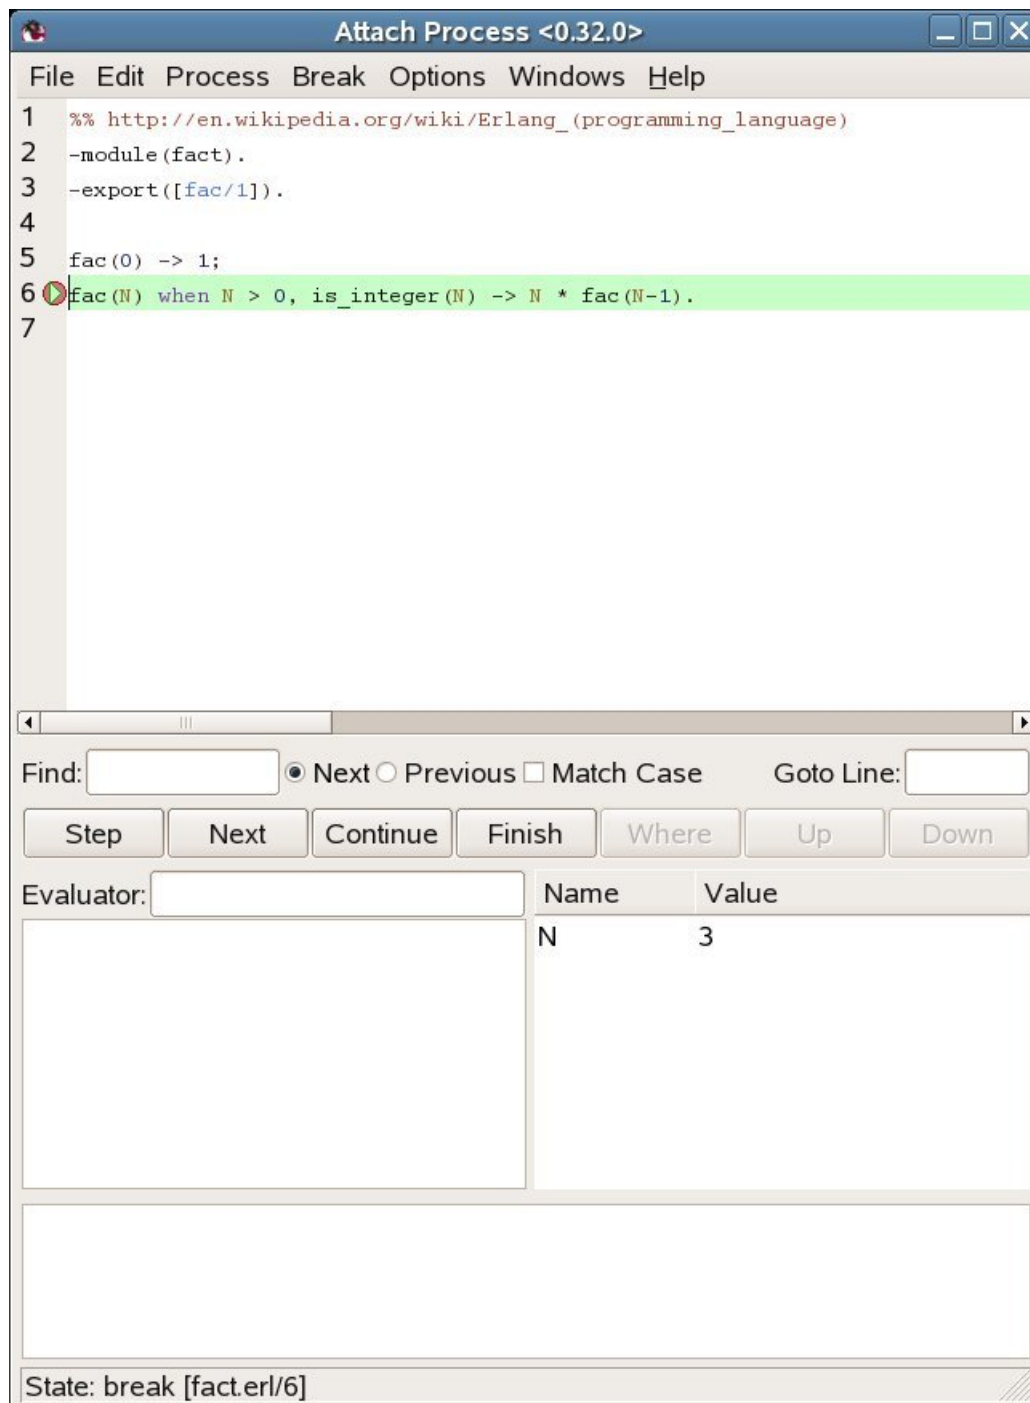 Attach Process <0.32.0>
File Edit Process Break Options Windows Help
1 %% http://en.wikipedia.org/wiki/Erlang_(programming_language)
2 -module(fact).
3 -export([fac/1]).
4
5 fac(0) -> 1;
6 fac(N) when N > 0, is_integer(N) -> N * fac(N-1).
7
Find: Next Previous Match Case Goto Line:
Step Next Continue Finish Where Up Down
Evaluator: Name Value
N 3
State: break [fact.erl/6]